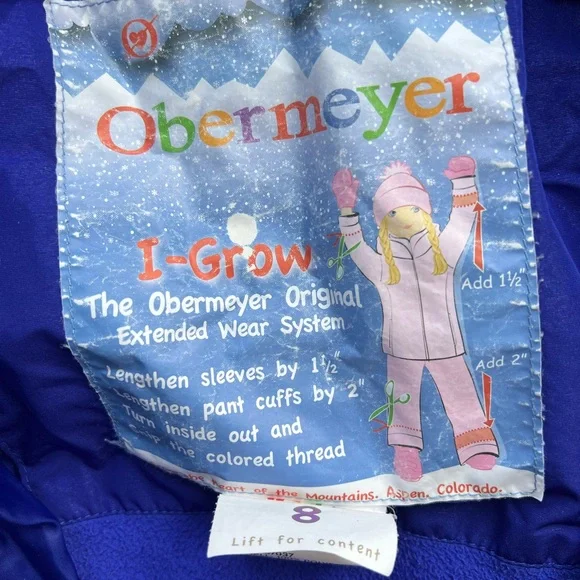 Obermeyer
I-Grow
The Obermeyer Original
Extended Wear System
Lengthen sleeves by 1½"
Lengthen pant cuffs by 2"
Turn inside out and
the colored thread
Add 1½"
Add 2"
Heart of the Mountains. Aspen. Colorado.
8
Lift for content